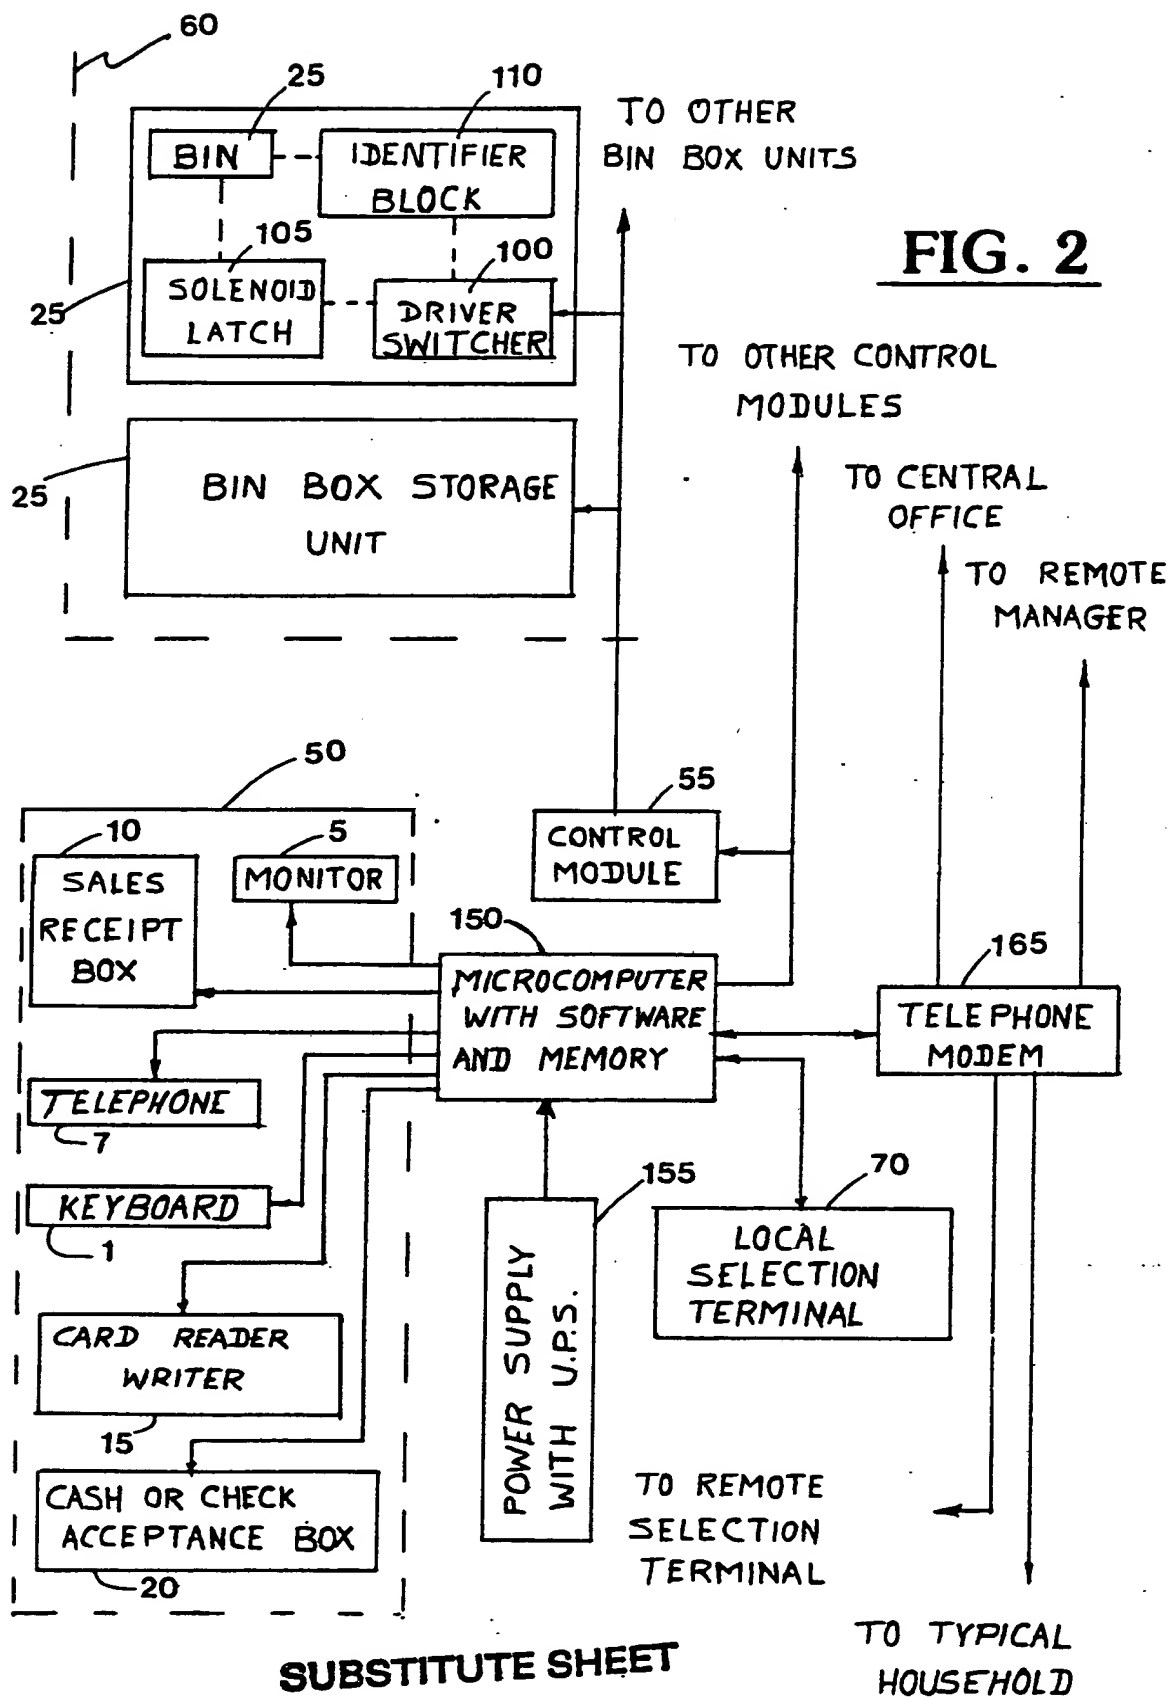 60
25
110
BIN
IDENTIFIER
BLOCK
TO OTHER
BIN BOX UNITS
105
100
SOLENOID
LATCH
DRIVER
SWITCHER
25
FIG. 2
TO OTHER CONTROL
MODULES
25
BIN BOX STORAGE
UNIT
TO CENTRAL
OFFICE
TO REMOTE
MANAGER
50
55
10
5
SALES
RECEIPT
BOX
MONITOR
CONTROL
MODULE
150
165
MICROCOMPUTER
WITH SOFTWARE
AND MEMORY
TELEPHONE
MODEM
TELEPHONE
7
KEYBOARD
1
155
70
POWER SUPPLY
WITH U.P.S.
LOCAL
SELECTION
TERMINAL
CARD READER
WRITER
15
CASH OR CHECK
ACCEPTANCE BOX
20
TO REMOTE
SELECTION
TERMINAL
TO TYPICAL
HOUSEHOLD
SUBSTITUTE SHEET